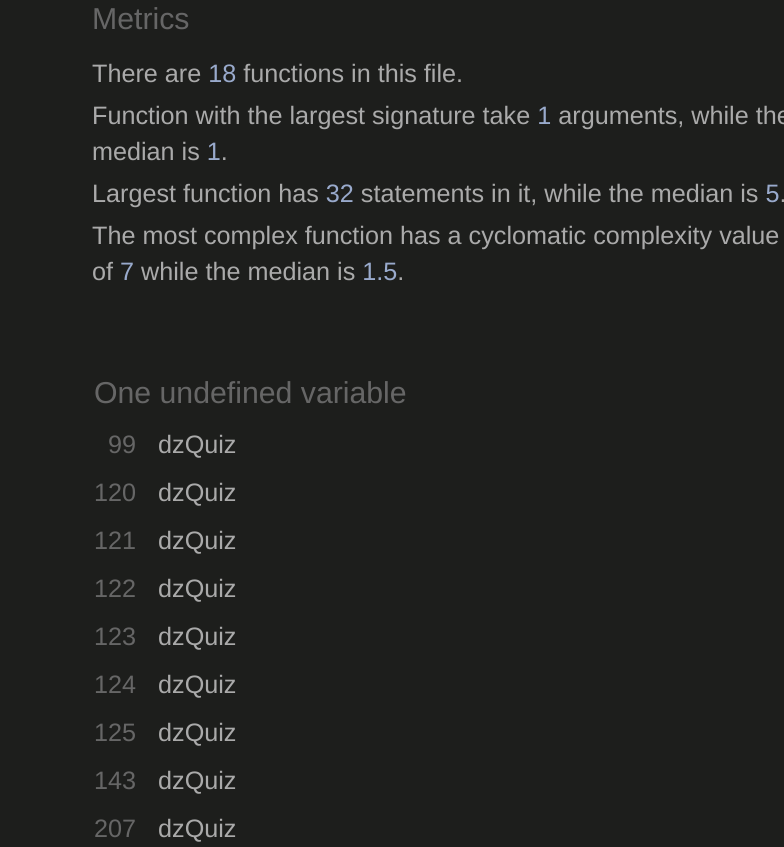 Metrics
There are 18 functions in this file.
Function with the largest signature take 1 arguments, while the
median is 1.
Largest function has 32 statements in it, while the median is 5.
The most complex function has a cyclomatic complexity value
of 7 while the median is 1.5.
One undefined variable
99 dzQuiz
120 dzQuiz
121 dzQuiz
122 dzQuiz
123 dzQuiz
124 dzQuiz
125 dzQuiz
143 dzQuiz
207 dzQuiz